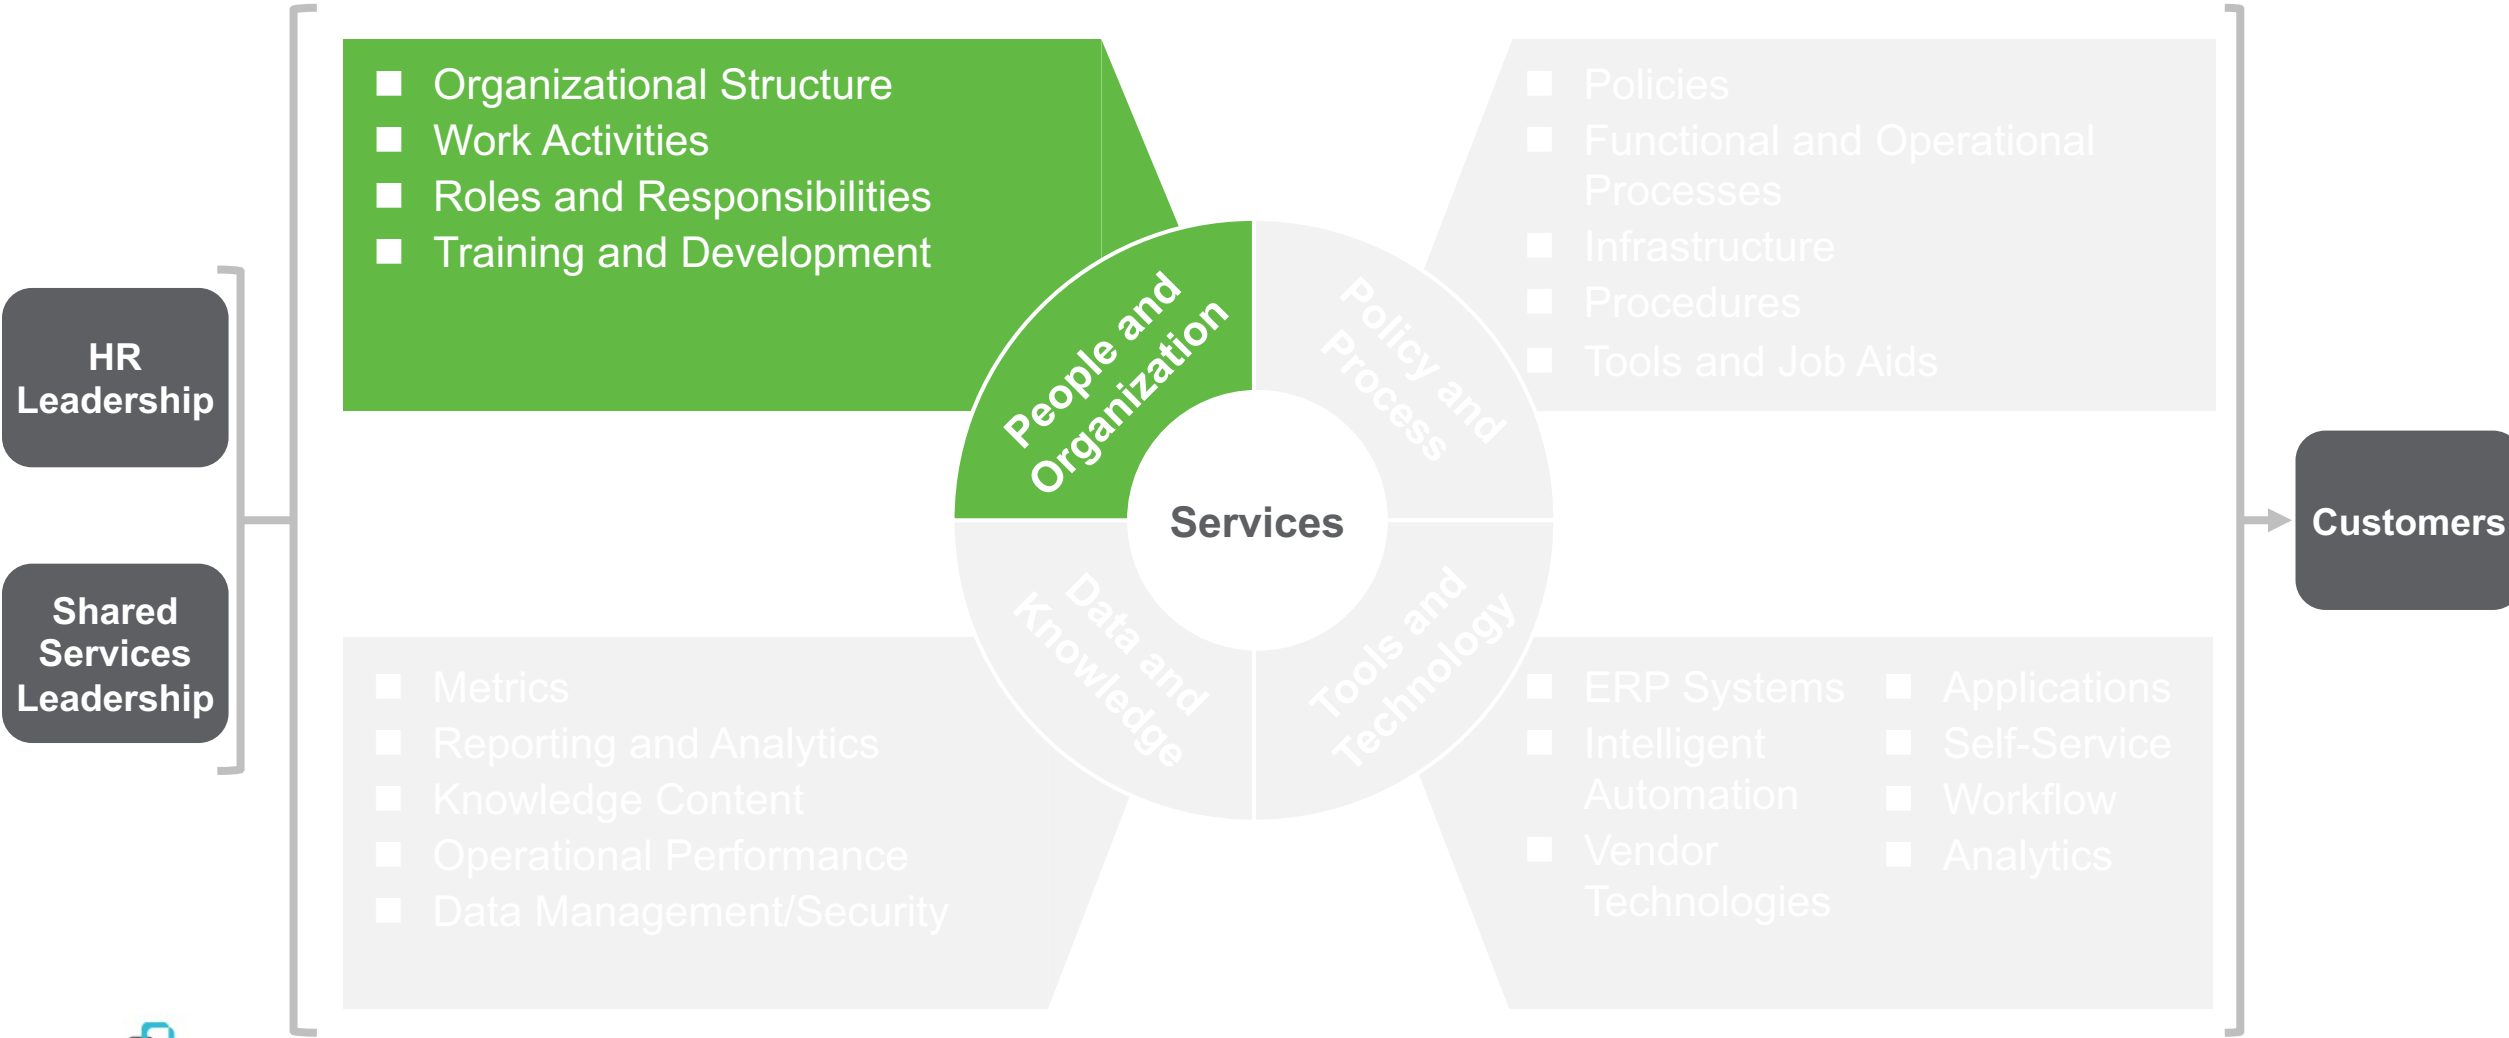 HR
Leadership
Shared
Services
Leadership
Organizational Structure
Work Activities
Roles and Responsibilities
Training and Development
People and
Organization
Policy and
Process
Policies
Functional and Operational
Processes
Infrastructure
Procedures
Tools and Job Aids
Services
Data and
Knowledge
Metrics
Reporting and Analytics
Knowledge Content
Operational Performance
Data Management/Security
Tools and
Technology
ERP Systems
Intelligent
Automation
Vendor
Technologies
Applications
Self-Service
Workflow
Analytics
Customers